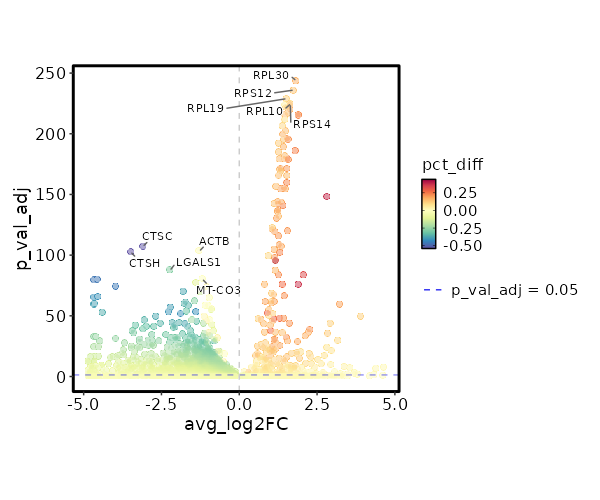 250
200
150
100
50
0
p_val_adj
RPL30
RPS12
RPL19
RPL10
RPS14
CTSC
ACTB
CTSH
LGALS1
MT-CO3
-5.0 -2.5 0.0 2.5 5.0
avg_log2FC
pct_diff
0.25
0.00
-0.25
-0.50
p_val_adj = 0.05